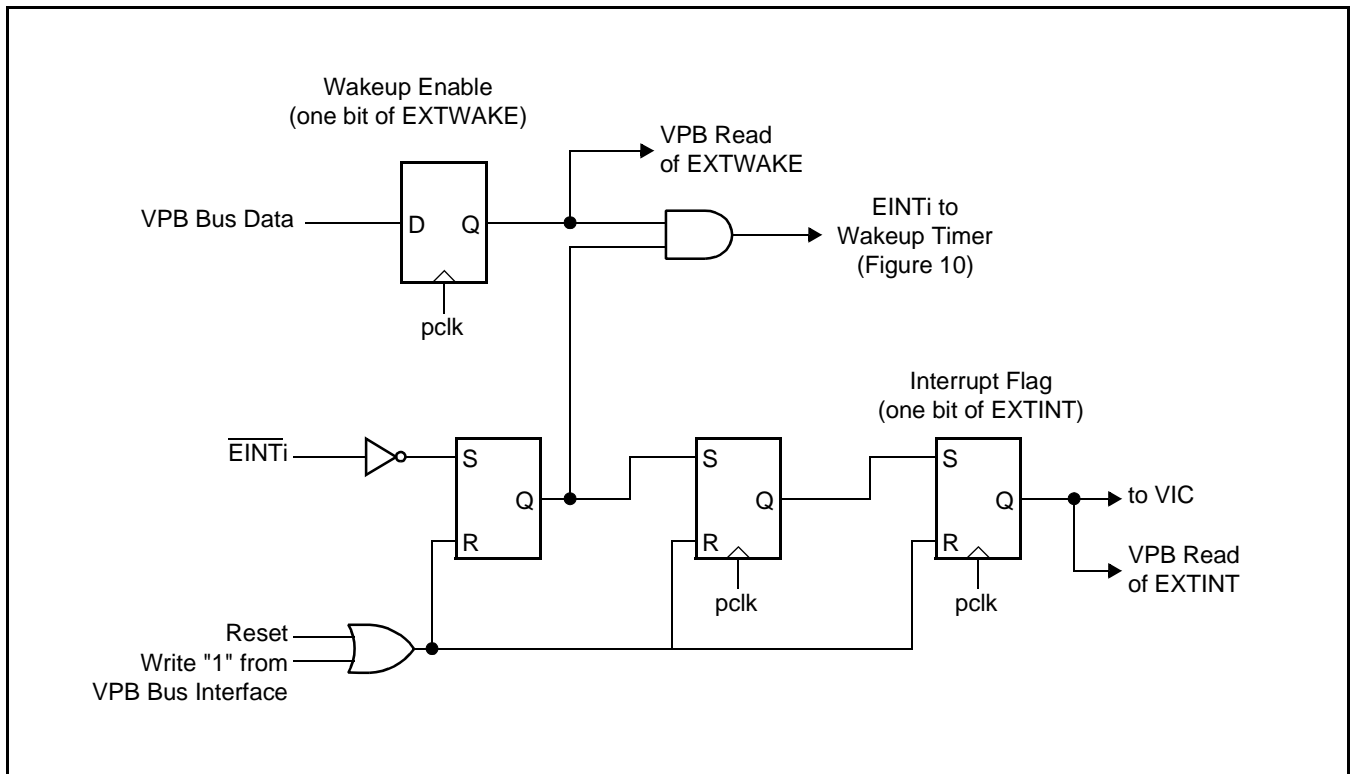 Wakeup Enable
(one bit of EXTWAKE)
VPB Read
of EXTWAKE
VPB Bus Data
D
Q
EINTi to
Wakeup Timer
(Figure 10)
pclk
Interrupt Flag
(one bit of EXTINT)
EINTi
S
Q
R
S
Q
R
pclk
S
Q
R
pclk
to VIC
VPB Read
of EXTINT
Reset
Write "1" from
VPB Bus Interface